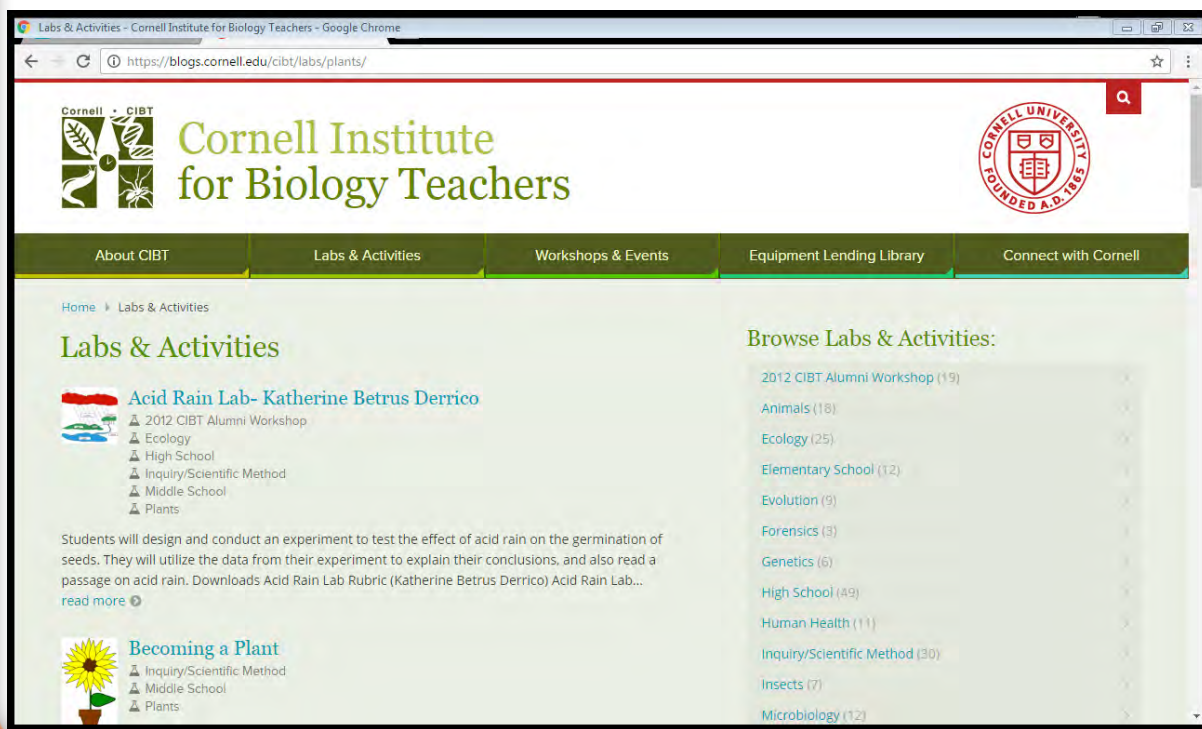 Labs & Activities - Cornell Institute for Biology Teachers - Google Chrome
https://blogs.cornell.edu/cibt/labs/plants/
Cornell · CIBT
Cornell Institute
for Biology Teachers
CORNELL UNIVERSITY
FOUNDED A.D. 1865
About CIBT
Labs & Activities
Workshops & Events
Equipment Lending Library
Connect with Cornell
Home
Labs & Activities
Labs & Activities
Acid Rain Lab- Katherine Betrus Derrico
2012 CIBT Alumni Workshop
Ecology
High School
Inquiry/Scientific Method
Middle School
Plants
Students will design and conduct an experiment to test the effect of acid rain on the germination of
seeds. They will utilize the data from their experiment to explain their conclusions, and also read a
passage on acid rain. Downloads Acid Rain Lab Rubric (Katherine Betrus Derrico) Acid Rain Lab...
read more
Becoming a Plant
Inquiry/Scientific Method
Middle School
Plants
Browse Labs & Activities:
2012 CIBT Alumni Workshop (19)
Animals (18)
Ecology (25)
Elementary School (12)
Evolution (9)
Forensics (3)
Genetics (6)
High School (49)
Human Health (11)
Inquiry/Scientific Method (30)
Insects (7)
Microbiology (12)